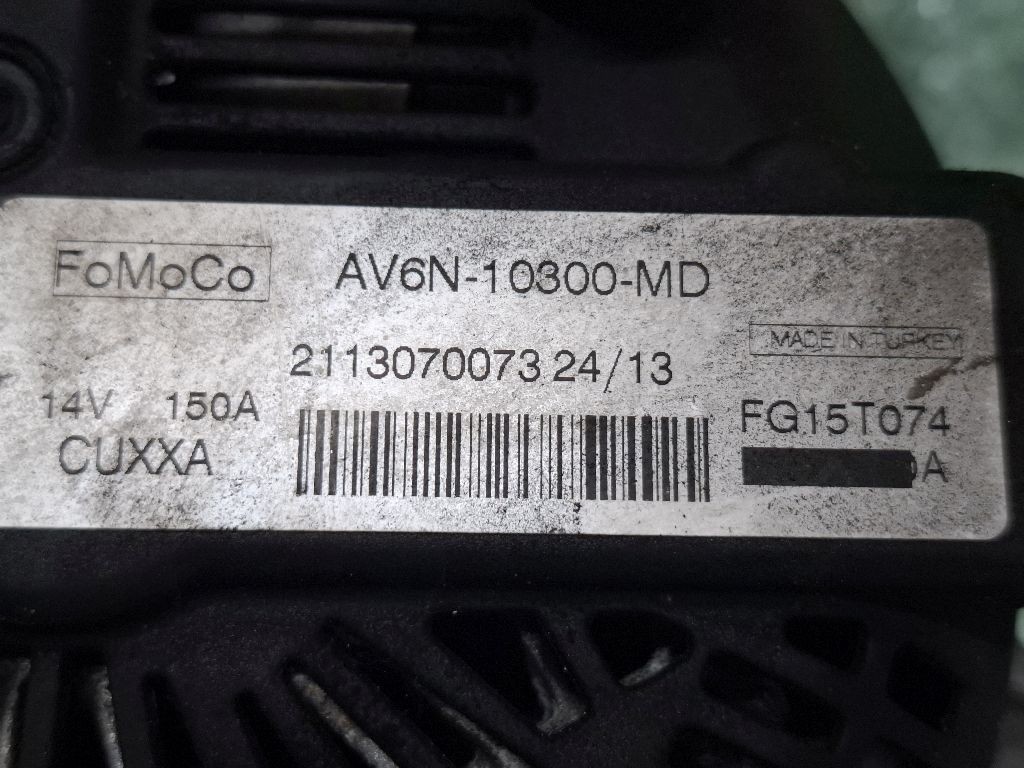 FoMoCo AV6N-10300-MD
MADE IN TURKEY
2113070073 24/13
14V 150A
FG15T074
CUXXA
A